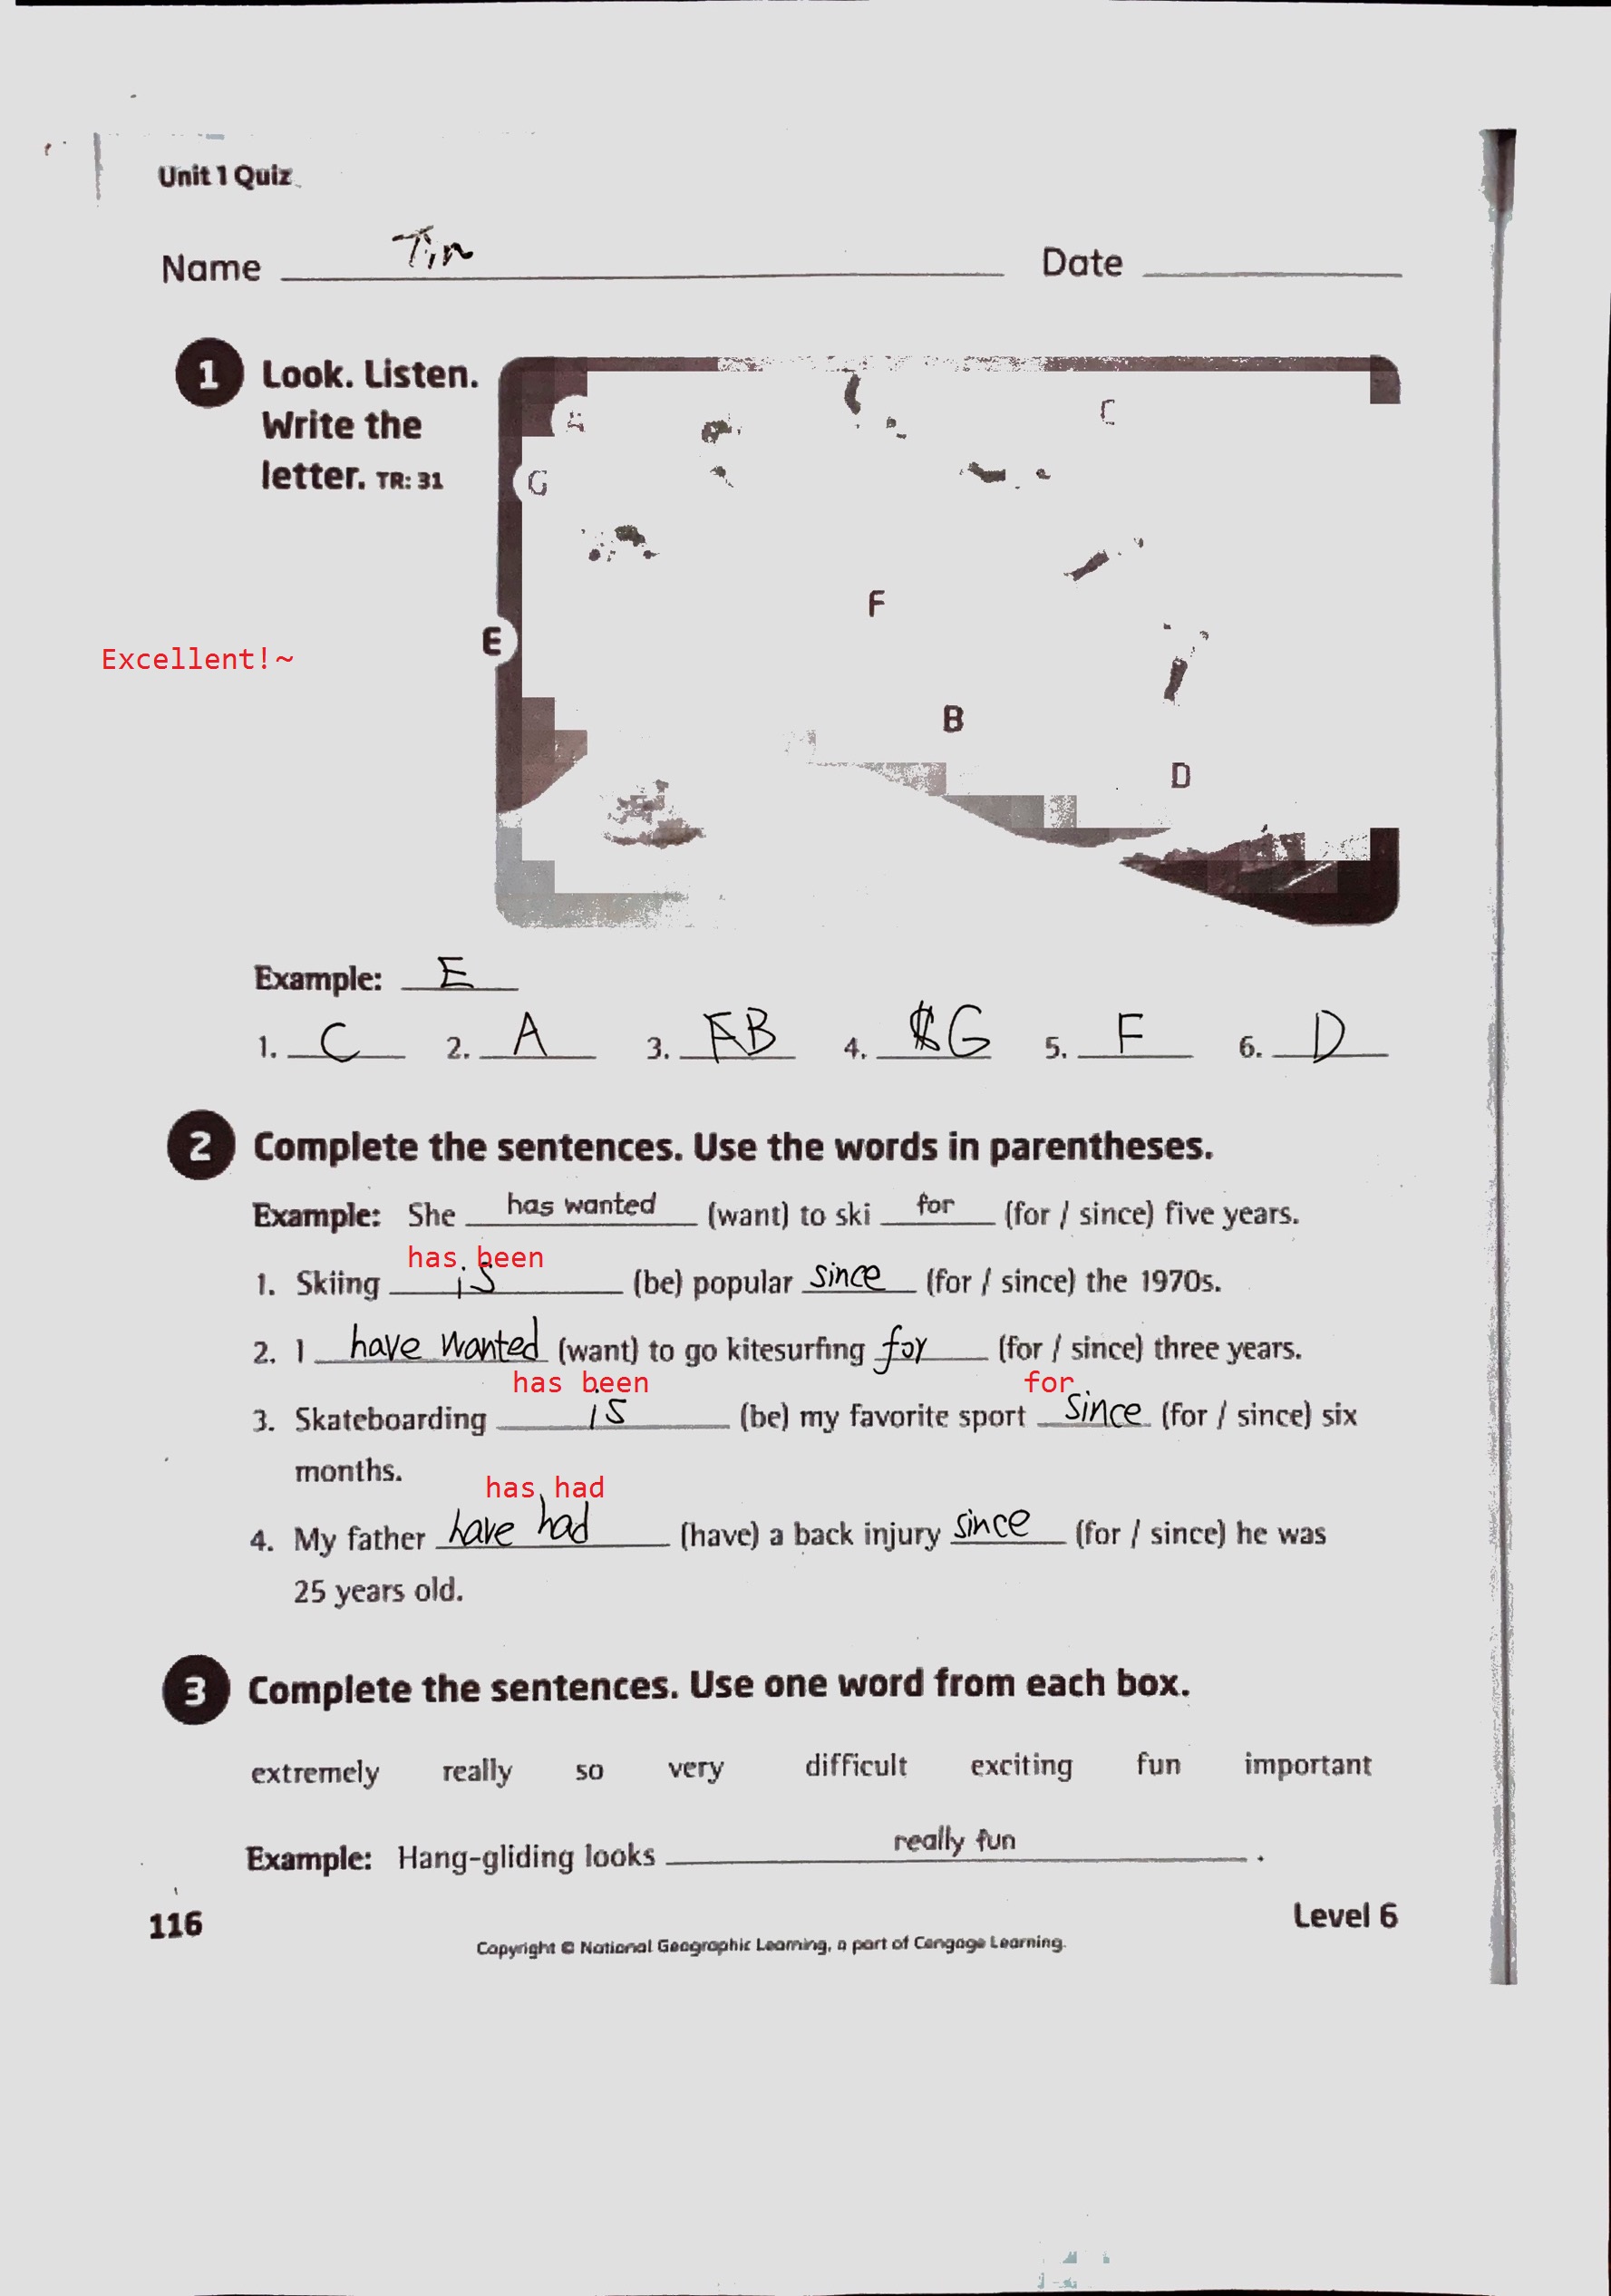 Unit 1 Quiz
Name Tin Date
1 Look. Listen.
Write the
letter. TR: 31
A
C
G
F
E
Excellent!~
B
D
Example: E
1. C 2. A 3. B 4. G 5. F 6. D
2 Complete the sentences. Use the words in parentheses.
Example: She has wanted (want) to ski for (for / since) five years.
has been
1. Skiing is (be) popular since (for / since) the 1970s.
2. I have wanted (want) to go kitesurfing for (for / since) three years.
has been for
3. Skateboarding is (be) my favorite sport since (for / since) six
months.
has had
4. My father have had (have) a back injury since (for / since) he was
25 years old.
3 Complete the sentences. Use one word from each box.
extremely really so very difficult exciting fun important
Example: Hang-gliding looks really fun .
116
Level 6
Copyright © National Geographic Learning, a part of Cengage Learning.